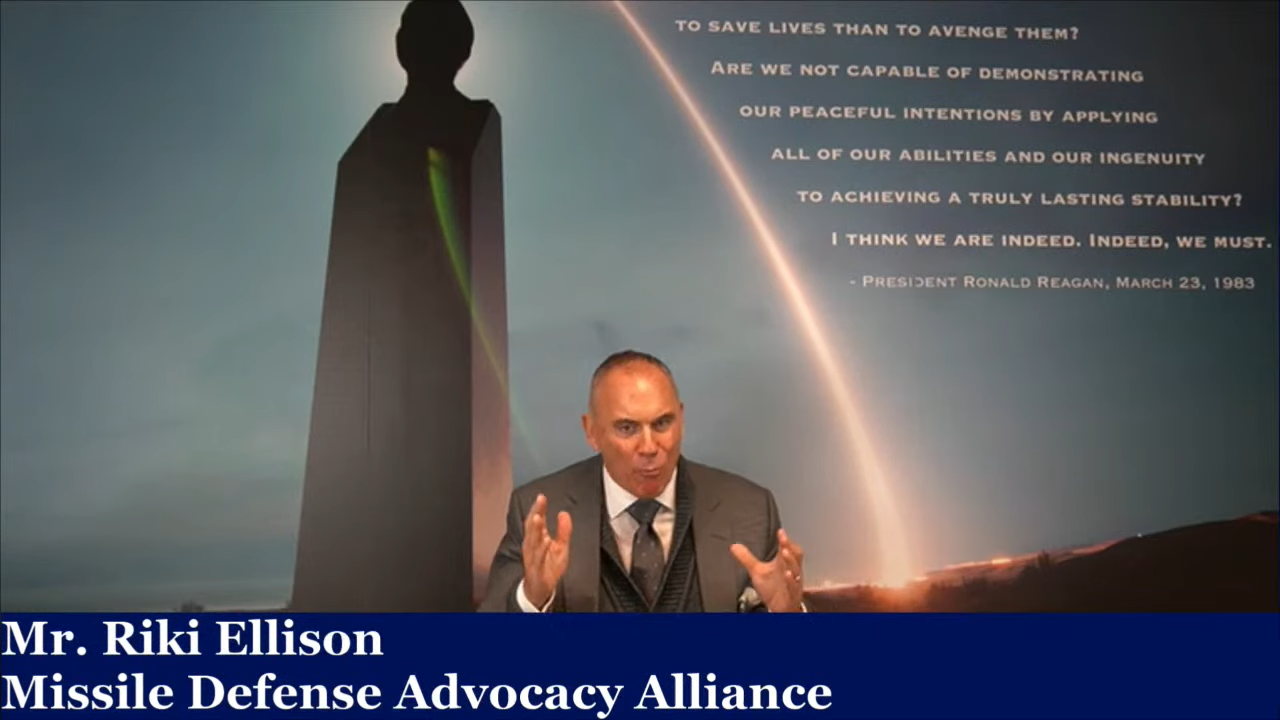 TO SAVE LIVES THAN TO AVENGE THEM?
ARE WE NOT CAPABLE OF DEMONSTRATING
OUR PEACEFUL INTENTIONS BY APPLYING
ALL OF OUR ABILITIES AND OUR INGENUITY
TO ACHIEVING A TRULY LASTING STABILITY?
I THINK WE ARE INDEED. INDEED, WE MUST.
- PRESIDENT RONALD REAGAN, MARCH 23, 1983
Mr. Riki Ellison
Missile Defense Advocacy Alliance